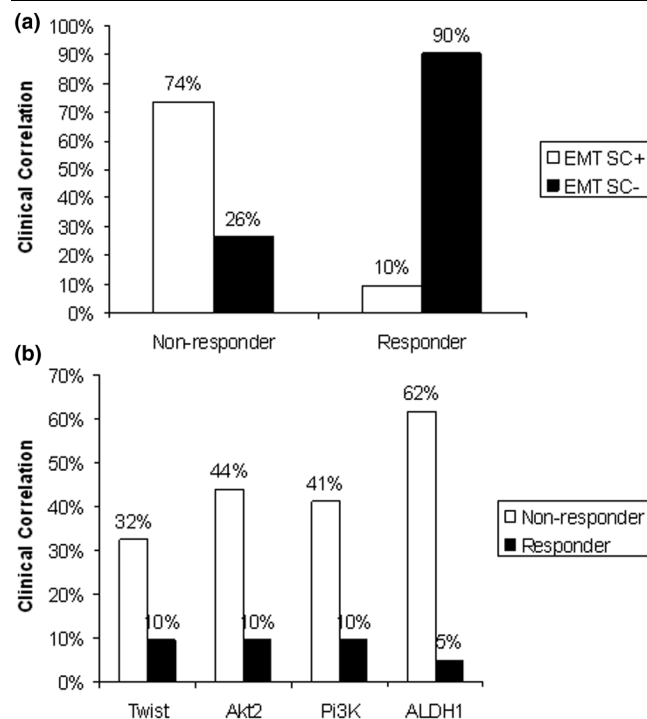 (a)
100%
90%
80%
70%
60%
50%
40%
30%
20%
10%
0%
Clinical Correlation
74%
26%
10%
90%
Non-responder
Responder
EMT SC+
EMT SC-
(b)
70%
60%
50%
40%
30%
20%
10%
0%
Clinical Correlation
32%
10%
44%
10%
41%
10%
62%
5%
Twist
Akt2
Pi3K
ALDH1
Non-responder
Responder